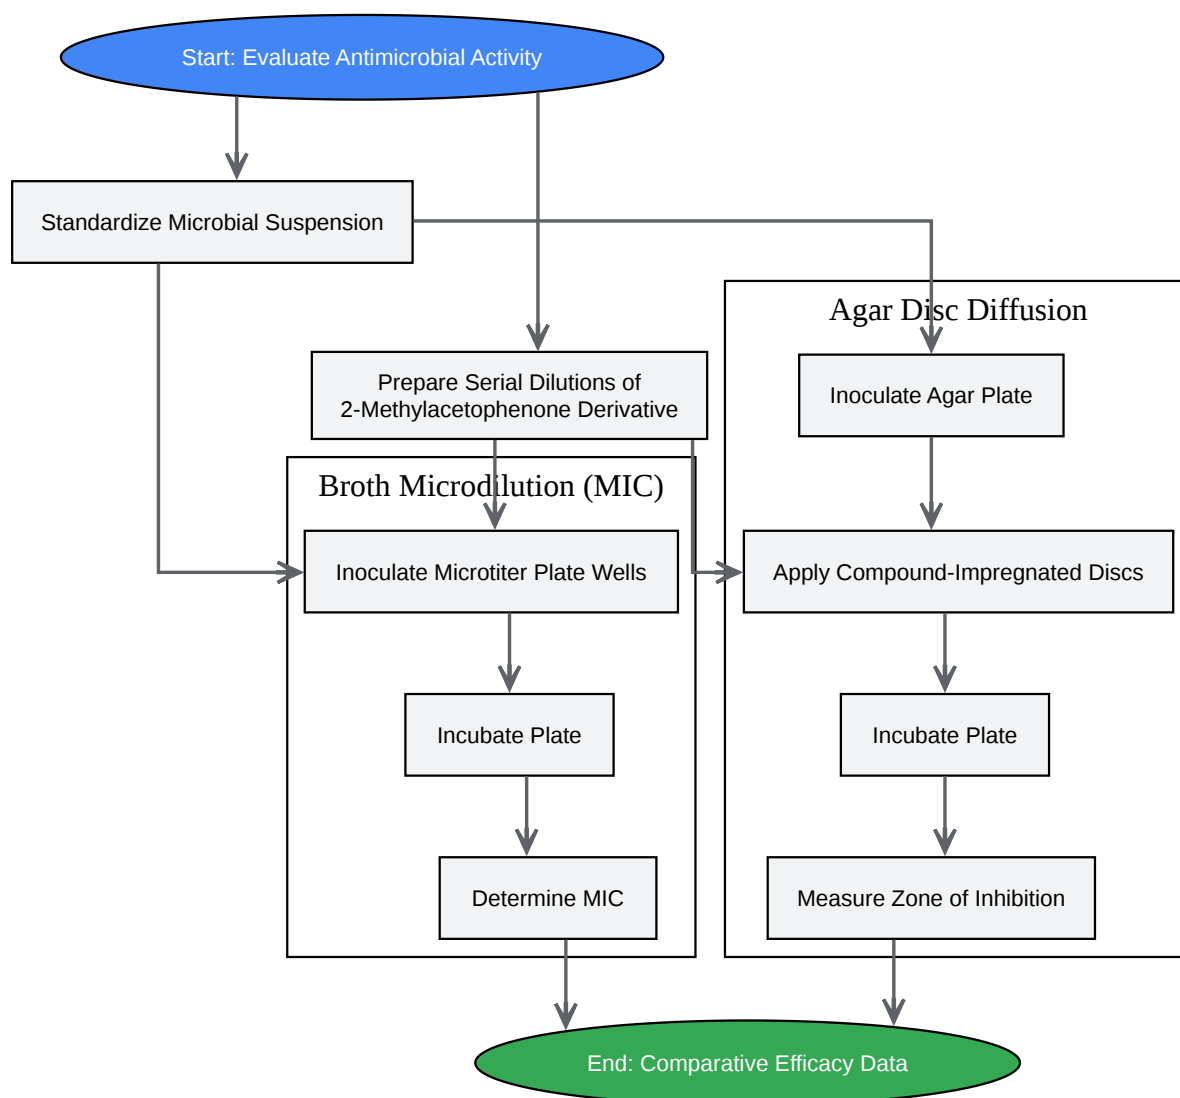 Start: Evaluate Antimicrobial Activity
Standardize Microbial Suspension
Prepare Serial Dilutions of
2-Methylacetophenone Derivative
Broth Microdilution (MIC)
Inoculate Microtiter Plate Wells
Incubate Plate
Determine MIC
Agar Disc Diffusion
Inoculate Agar Plate
Apply Compound-Impregnated Discs
Incubate Plate
Measure Zone of Inhibition
End: Comparative Efficacy Data